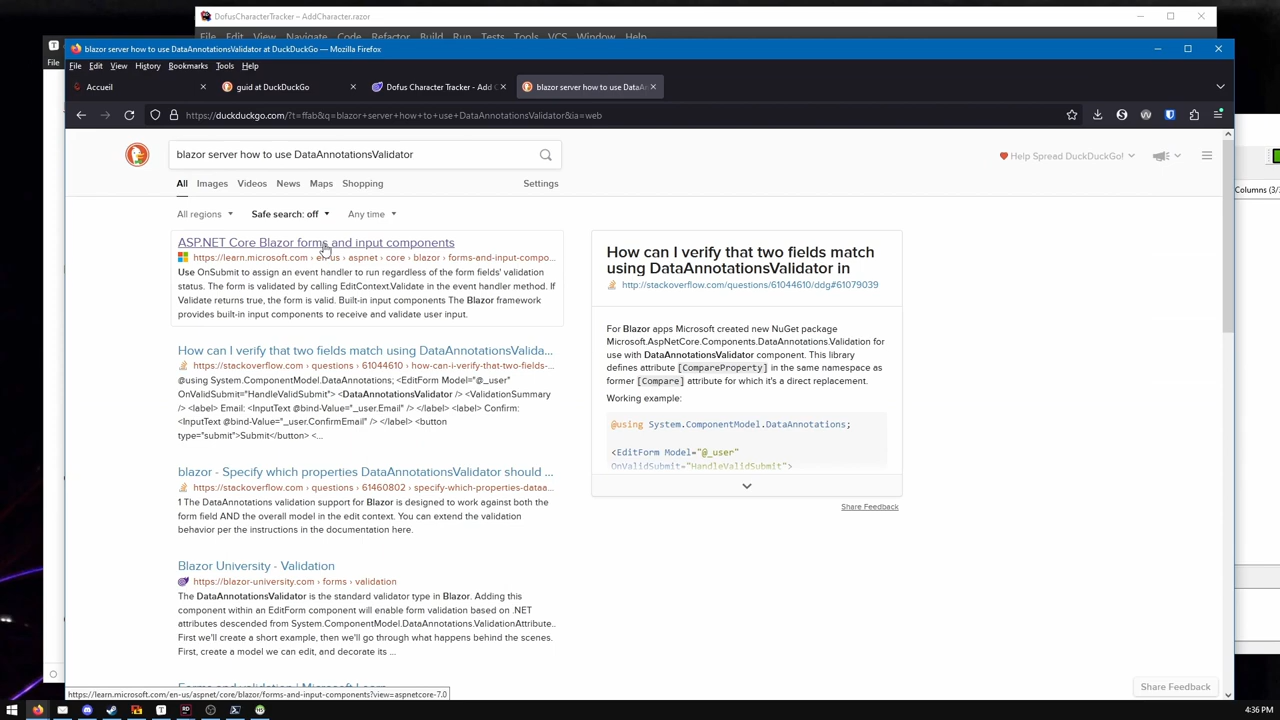 DofusCharacterTracker – AddCharacter.razor
File Edit View Navigate Code Refactor Build Run Tests Tools VCS Window Help
T
File
blazor server how to use DataAnnotationsValidator at DuckDuckGo — Mozilla Firefox
File Edit View History Bookmarks Tools Help
Accueil
guid at DuckDuckGo
Dofus Character Tracker - Add C
blazor server how to use DataAn
https://duckduckgo.com/?t=ffab&q=blazor+server+how+to+use+DataAnnotationsValidator&ia=web
blazor server how to use DataAnnotationsValidator
Help Spread DuckDuckGo!
All Images Videos News Maps Shopping Settings
All regions Safe search: off Any time
ASP.NET Core Blazor forms and input components
https://learn.microsoft.com › en-us › aspnet › core › blazor › forms-and-input-compo...
Use OnSubmit to assign an event handler to run regardless of the form fields' validation
status. The form is validated by calling EditContext.Validate in the event handler method. If
Validate returns true, the form is valid. Built-in input components The Blazor framework
provides built-in input components to receive and validate user input.
How can I verify that two fields match using DataAnnotationsValida...
https://stackoverflow.com › questions › 61044610 › how-can-i-verify-that-two-fields-...
@using System.ComponentModel.DataAnnotations; <EditForm Model="@_user"
OnValidSubmit="HandleValidSubmit"> <DataAnnotationsValidator /> <ValidationSummary
/> <label> Email: <InputText @bind-Value="_user.Email" /> </label> <label> Confirm:
<InputText @bind-Value="_user.ConfirmEmail" /> </label> <button
type="submit">Submit</button> <...
blazor - Specify which properties DataAnnotationsValidator should ...
https://stackoverflow.com › questions › 61460802 › specify-which-properties-dataa...
1 The DataAnnotations validation support for Blazor is designed to work against both the
form field AND the overall model in the edit context. You can extend the validation
behavior per the instructions in the documentation here.
Blazor University - Validation
https://blazor-university.com › forms › validation
The DataAnnotationsValidator is the standard validator type in Blazor. Adding this
component within an EditForm component will enable form validation based on .NET
attributes descended from System.ComponentModel.DataAnnotations.ValidationAttribute..
First we'll create a short example, then we'll go through what happens behind the scenes.
First, create a model we can edit, and decorate its ...
Forms and validation | Microsoft Learn
How can I verify that two fields match
using DataAnnotationsValidator in
http://stackoverflow.com/questions/61044610/ddg#61079039
For Blazor apps Microsoft created new NuGet package
Microsoft.AspNetCore.Components.DataAnnotations.Validation for
use with DataAnnotationsValidator component. This library
defines attribute [CompareProperty] in the same namespace as
former [Compare] attribute for which it's a direct replacement.
Working example:
@using System.ComponentModel.DataAnnotations;
<EditForm Model="@_user"
OnValidSubmit="HandleValidSubmit">
Share Feedback
Columns (3/
https://learn.microsoft.com/en-us/aspnet/core/blazor/forms-and-input-components?view=aspnetcore-7.0
Share Feedback
4:36 PM